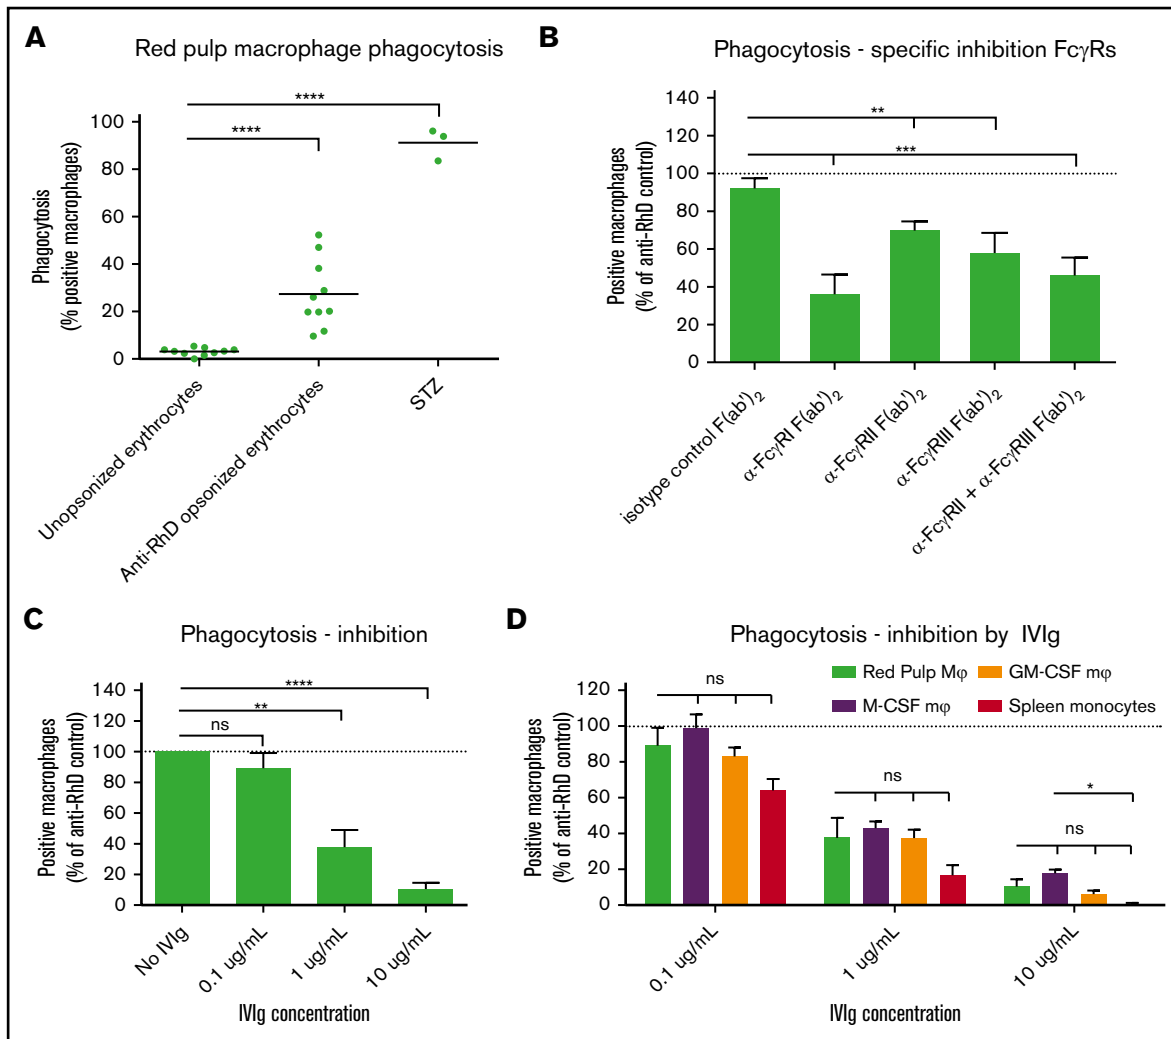 A
Red pulp macrophage phagocytosis
Phagocytosis
(% positive macrophages)
100
80
60
40
20
0
****
****
Unopsonized erythrocytes
Anti-RhD opsonized erythrocytes
STZ
B
Phagocytosis - specific inhibition FcγRs
Positive macrophages
(% of anti-RhD control)
140
120
100
80
60
40
20
0
**
***
isotype control F(ab')2
α-FcγRI F(ab')2
α-FcγRII F(ab')2
α-FcγRIII F(ab')2
α-FcγRII + α-FcγRIII F(ab')2
C
Phagocytosis - inhibition
Positive macrophages
(% of anti-RhD control)
140
120
100
80
60
40
20
0
****
**
ns
No IVIg
0.1 ug/mL
1 ug/mL
10 ug/mL
IVIg concentration
D
Phagocytosis - inhibition by IVIg
Red Pulp Mφ
GM-CSF mφ
M-CSF mφ
Spleen monocytes
Positive macrophages
(% of anti-RhD control)
120
100
80
60
40
20
0
ns
ns
*
ns
0.1 ug/mL
1 ug/mL
10 ug/mL
IVIg concentration